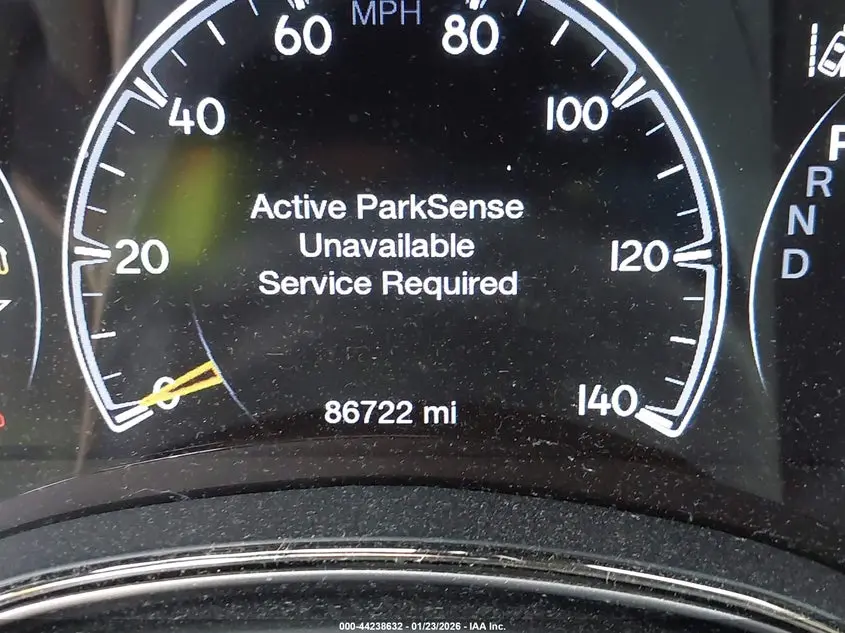 MPH
60
80
40
100
Active ParkSense
Unavailable
Service Required
20
120
0
140
86722 mi
P
R
N
D
000-44238632 - 01/23/2026 - IAA Inc.